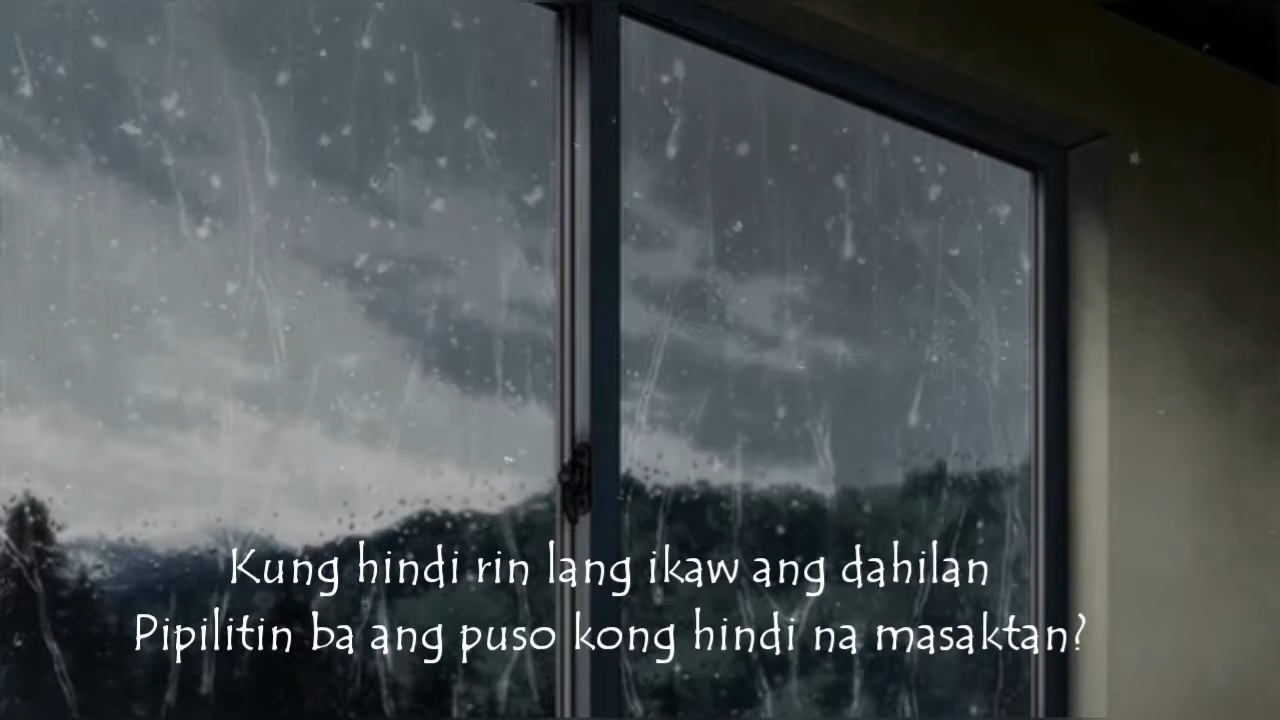 Kung hindi rin lang ikaw ang dahilan
Pipilitin ba ang puso kong hindi na masaktan?